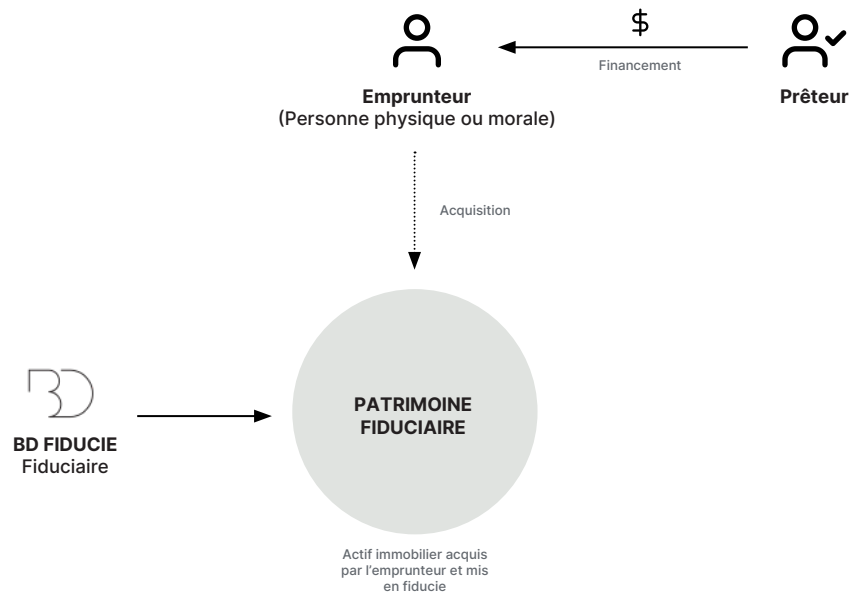 $
Financement
Emprunteur
(Personne physique ou morale)
Prêteur
Acquisition
PATRIMOINE
FIDUCIAIRE
BD
BD FIDUCIE
Fiduciaire
Actif immobilier acquis
par l'emprunteur et mis
en fiducie